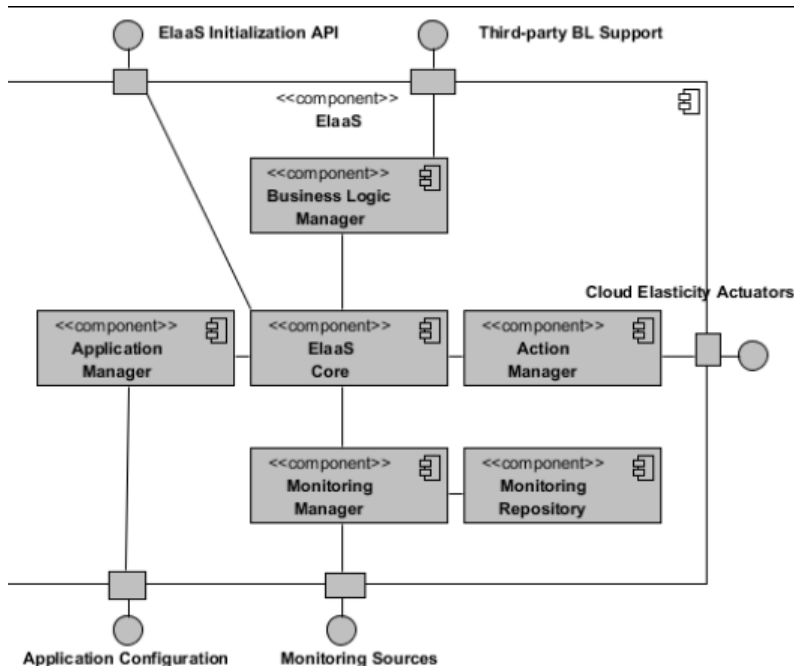 ElaaS Initialization API
Third-party BL Support
<<component>>
ElaaS
<<component>>
Business Logic
Manager
Cloud Elasticity Actuators
<<component>>
Application
Manager
<<component>>
ElaaS
Core
<<component>>
Action
Manager
<<component>>
Monitoring
Manager
<<component>>
Monitoring
Repository
Application Configuration
Monitoring Sources